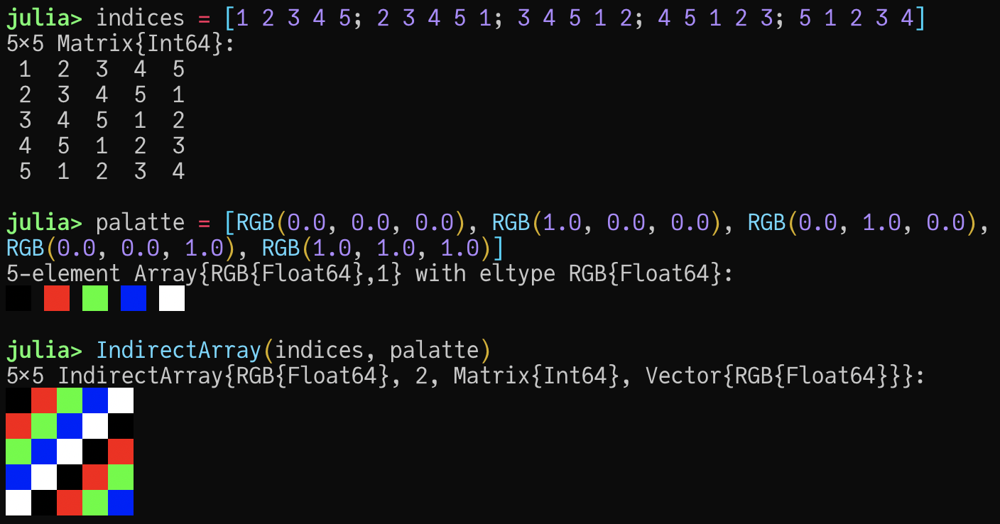 julia> indices = [1 2 3 4 5; 2 3 4 5 1; 3 4 5 1 2; 4 5 1 2 3; 5 1 2 3 4]
5×5 Matrix{Int64}:
 1  2  3  4  5
 2  3  4  5  1
 3  4  5  1  2
 4  5  1  2  3
 5  1  2  3  4
julia> palatte = [RGB(0.0, 0.0, 0.0), RGB(1.0, 0.0, 0.0), RGB(0.0, 1.0, 0.0),
RGB(0.0, 0.0, 1.0), RGB(1.0, 1.0, 1.0)]
5-element Array{RGB{Float64},1} with eltype RGB{Float64}:
julia> IndirectArray(indices, palatte)
5×5 IndirectArray{RGB{Float64}, 2, Matrix{Int64}, Vector{RGB{Float64}}}: